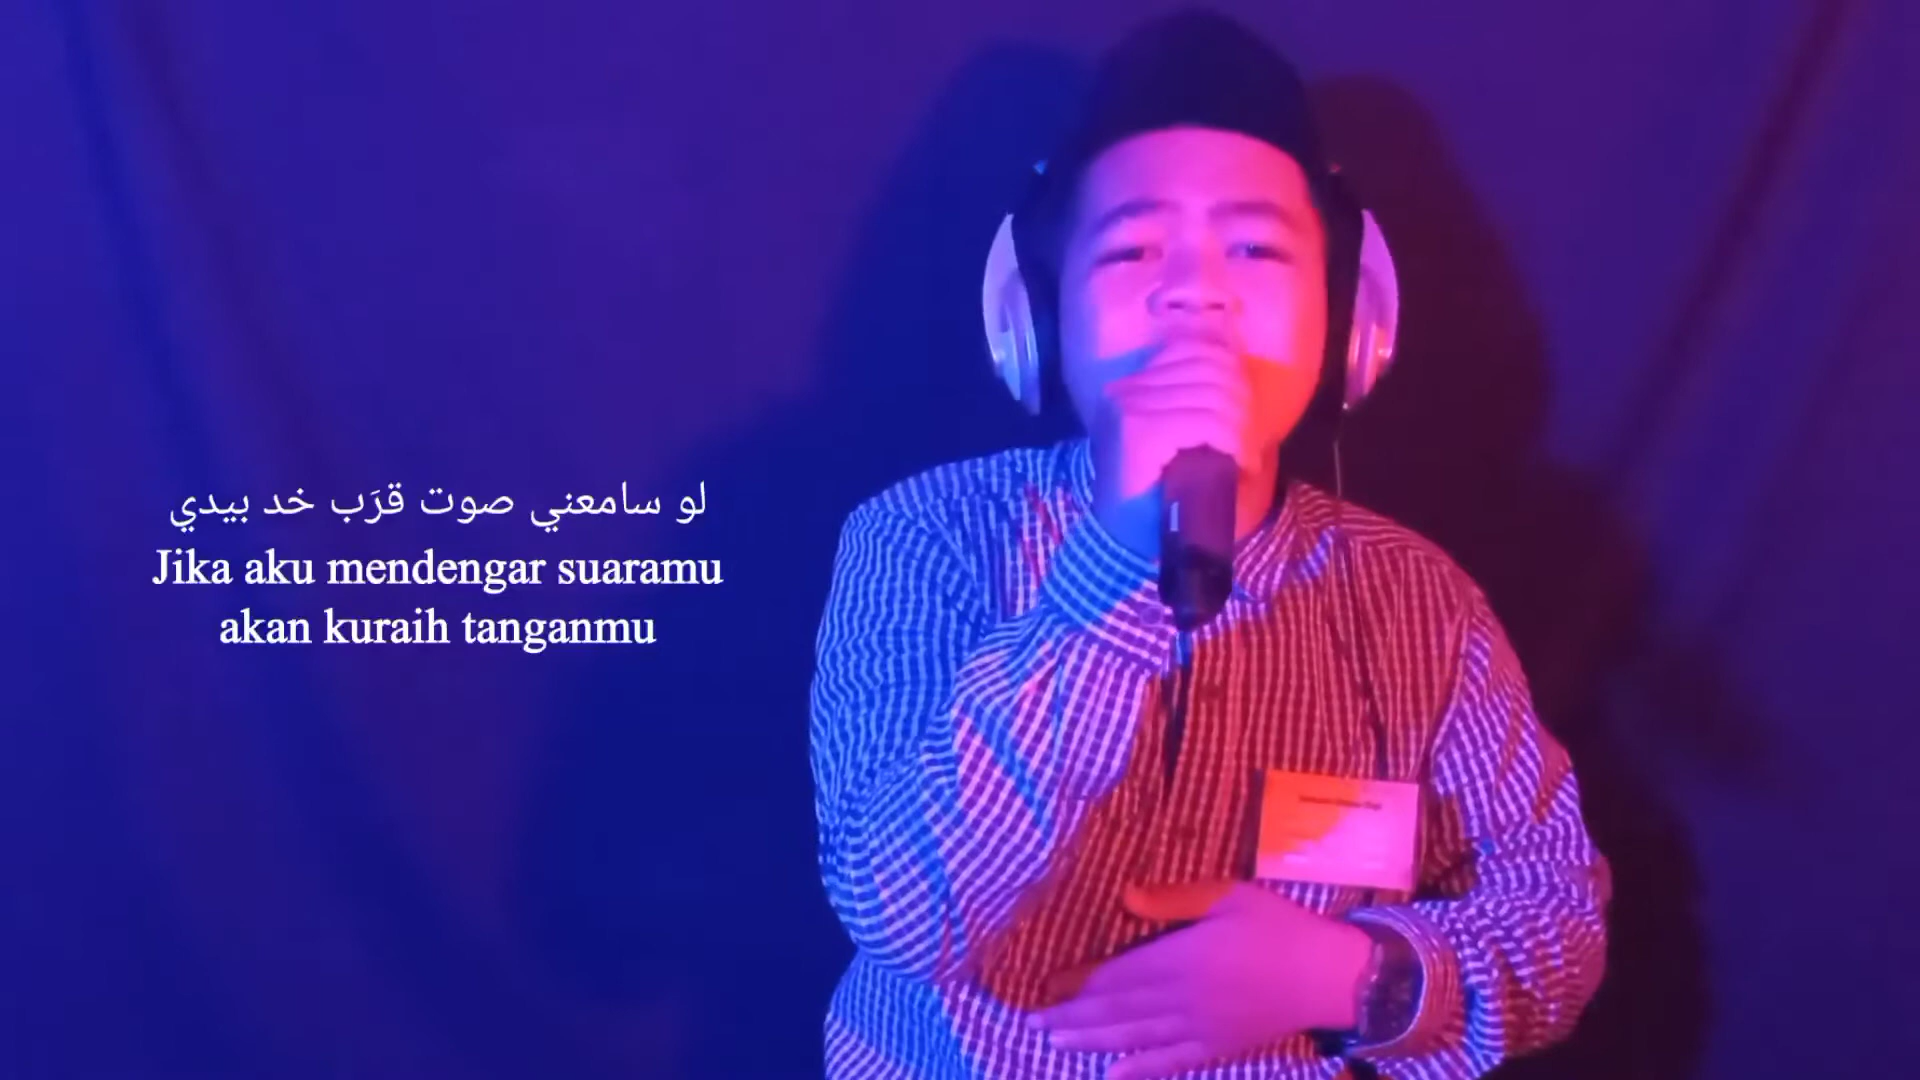 لو سامعني صوت قرَب خد بيدي
Jika aku mendengar suaramu
akan kuraih tanganmu